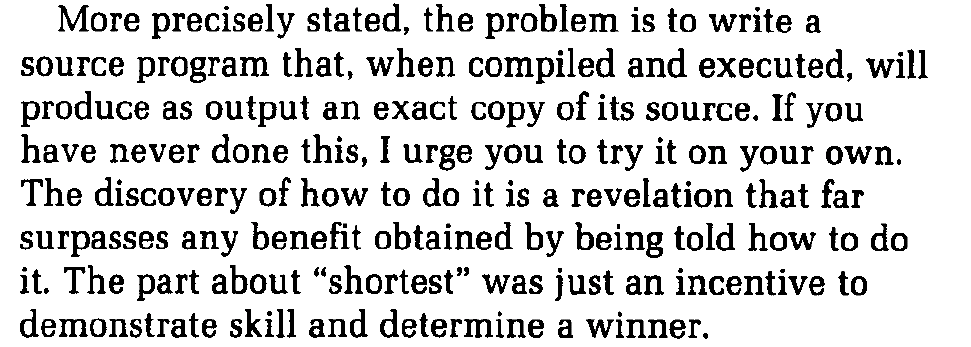 More precisely stated, the problem is to write a
source program that, when compiled and executed, will
produce as output an exact copy of its source. If you
have never done this, I urge you to try it on your own.
The discovery of how to do it is a revelation that far
surpasses any benefit obtained by being told how to do
it. The part about “shortest” was just an incentive to
demonstrate skill and determine a winner.